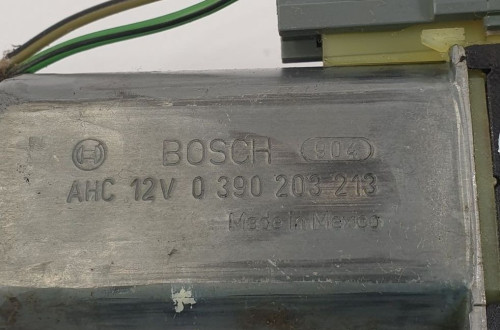 BOSCH 904
AHC 12V 0 390 203 213
Made in Mexico